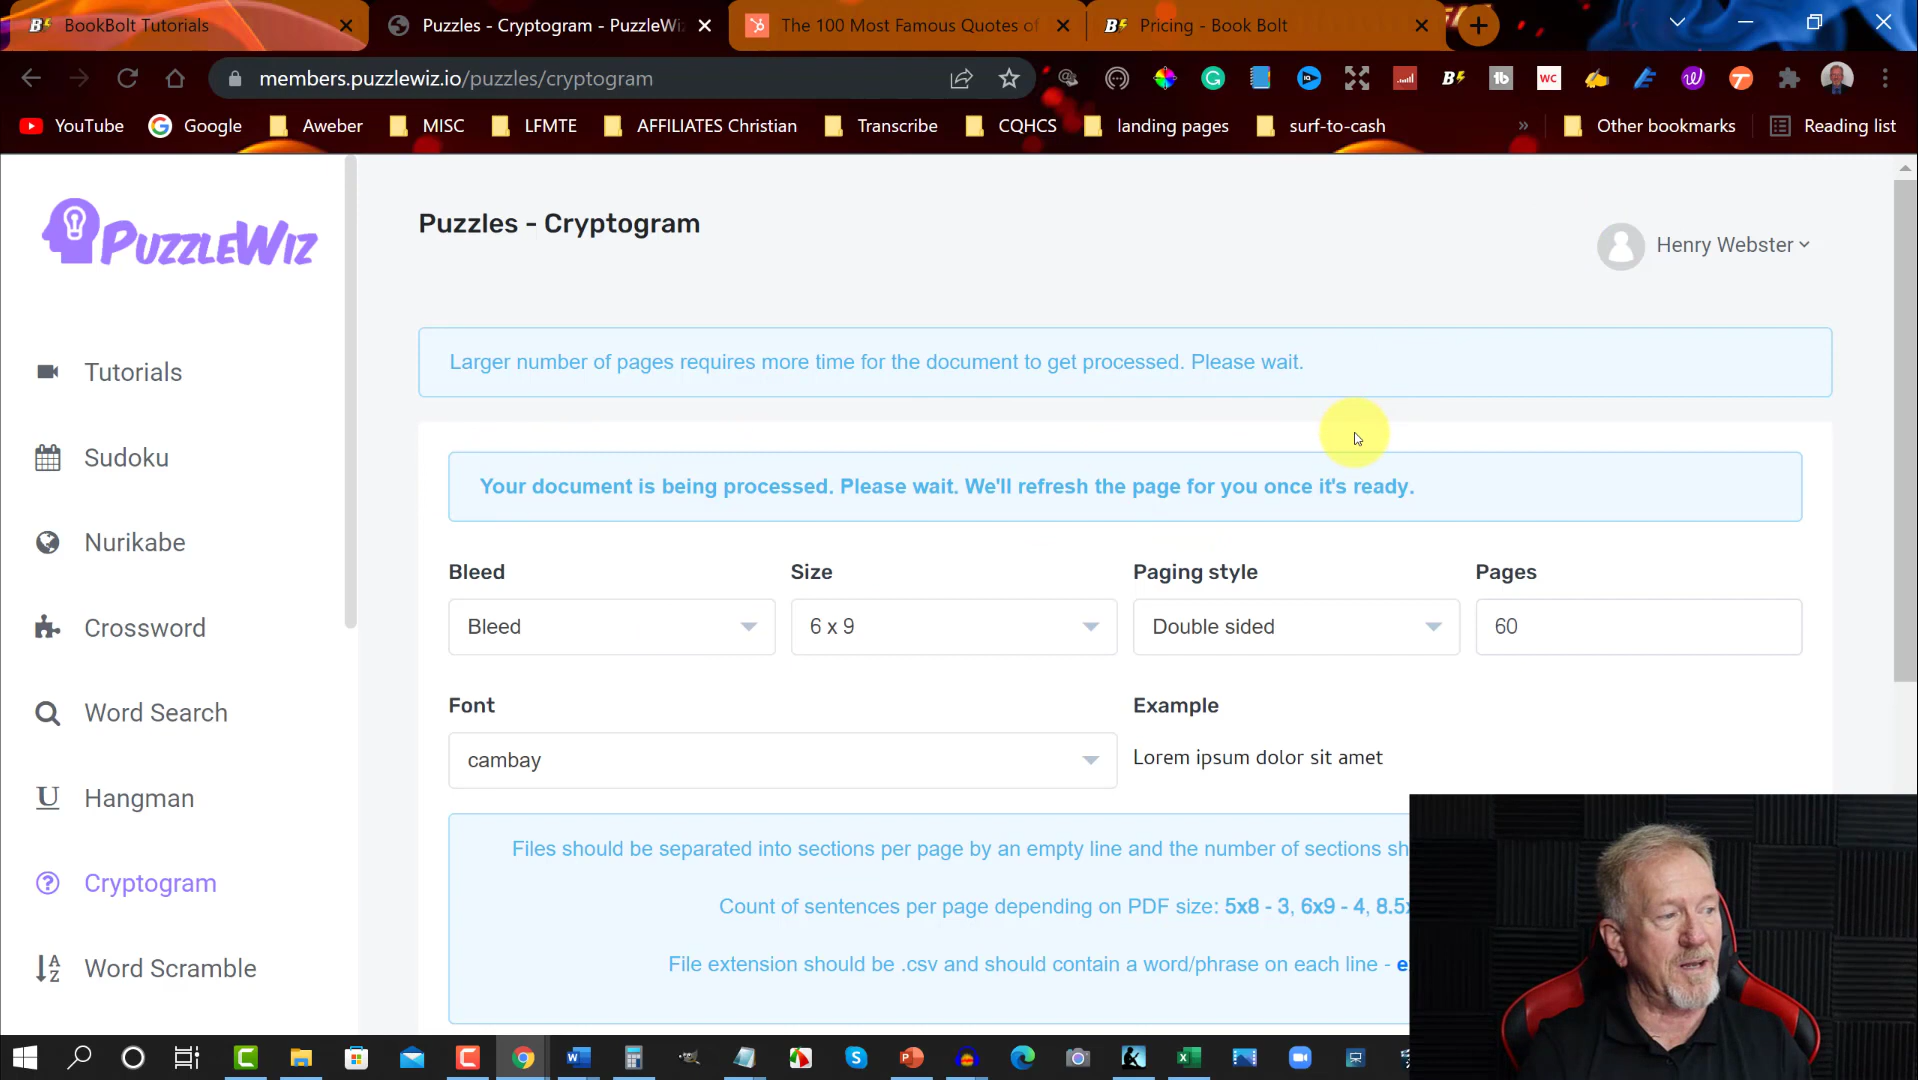 BookBolt Tutorials
Puzzles - Cryptogram - PuzzleWi
The 100 Most Famous Quotes of
Pricing - Book Bolt
members.puzzlewiz.io/puzzles/cryptogram
YouTube
Google
Aweber
MISC
LFMTE
AFFILIATES Christian
Transcribe
CQHCS
landing pages
surf-to-cash
»
Other bookmarks
Reading list
PUZZLEWIZ
Puzzles - Cryptogram
Henry Webster
Larger number of pages requires more time for the document to get processed. Please wait.
Your document is being processed. Please wait. We'll refresh the page for you once it's ready.
Tutorials
Sudoku
Nurikabe
Crossword
Word Search
Hangman
Cryptogram
Word Scramble
Bleed
Size
Paging style
Pages
Bleed
6 x 9
Double sided
60
Font
Example
cambay
Lorem ipsum dolor sit amet
Files should be separated into sections per page by an empty line and the number of sections sh
Count of sentences per page depending on PDF size: 5x8 - 3, 6x9 - 4, 8.5x
File extension should be .csv and should contain a word/phrase on each line - e